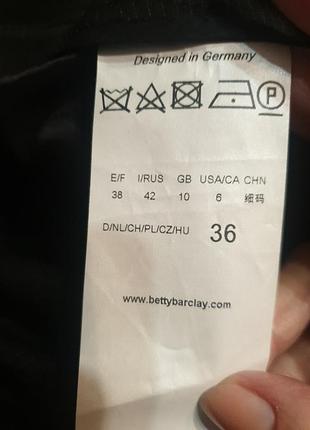 Designed in Germany
P
E/F I/RUS GB USA/CA CHN
38 42 10 6 细码
D/NL/CH/PL/CZ/HU 36
www.bettybarclay.com